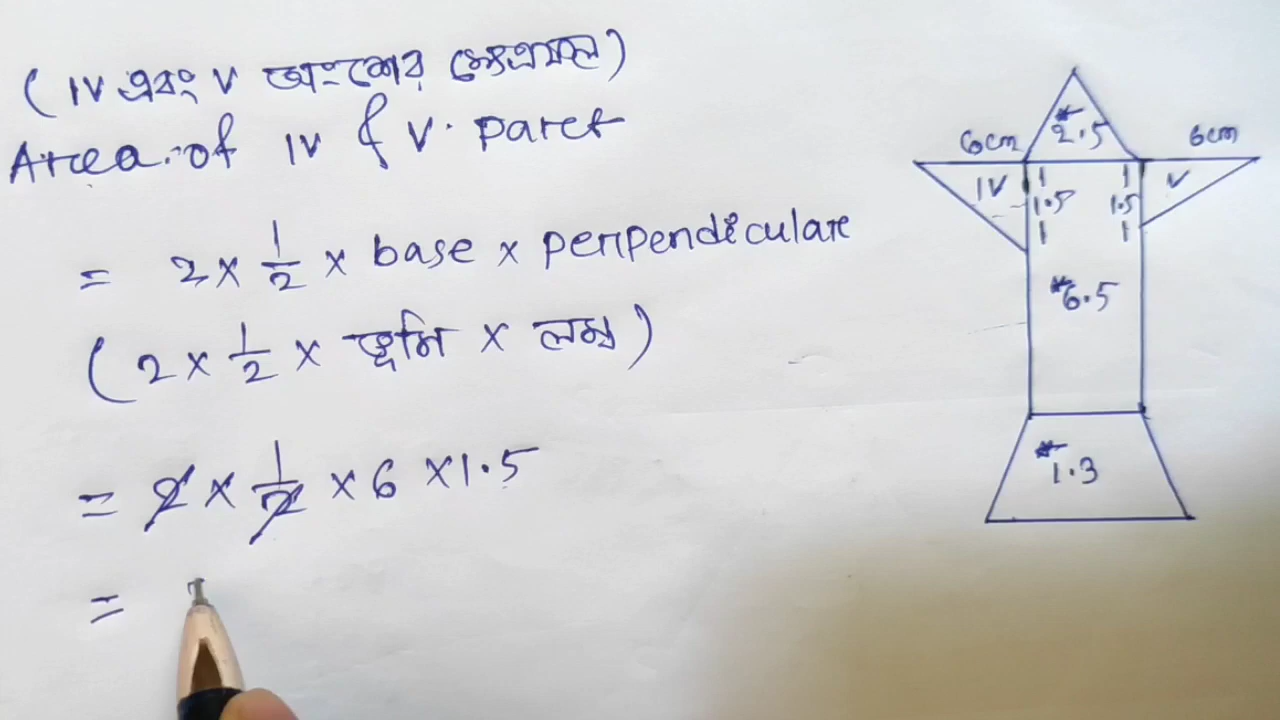 (IV এবং V অংশের ক্ষেত্রফল)
Area of IV & V part
= 2 × 1/2 × base × perpendicular
(2 × 1/2 × ভূমি × লম্ব)
= 2 × 1/2 × 6 × 1.5
=
2.5
6cm 6cm
IV V
1.5 1.5
6.5
1.3